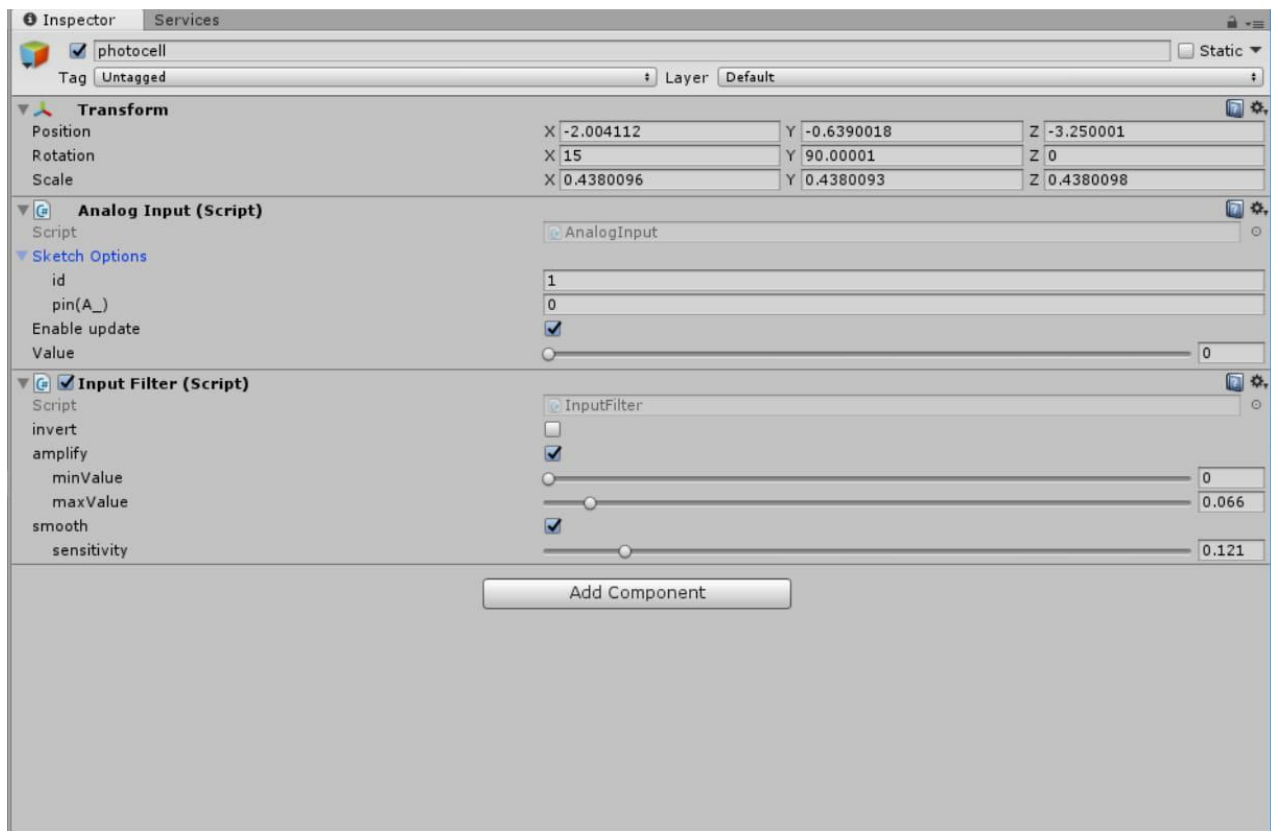 Inspector Services
photocell Static
Tag Untagged Layer Default
Transform
Position X -2.004112 Y -0.6390018 Z -3.250001
Rotation X 15 Y 90.00001 Z 0
Scale X 0.4380096 Y 0.4380093 Z 0.4380098
Analog Input (Script)
Script AnalogInput
Sketch Options
id 1
pin(A_) 0
Enable update
Value 0
Input Filter (Script)
Script InputFilter
invert
amplify
minValue 0
maxValue 0.066
smooth
sensitivity 0.121
Add Component